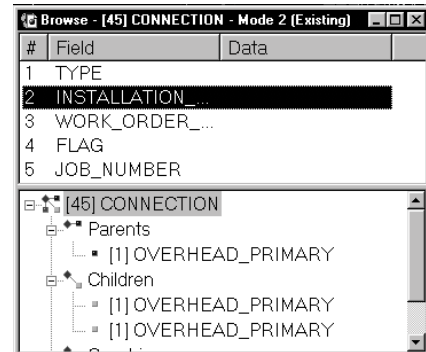 Browse - [45] CONNECTION - Mode 2 (Existing)
# Field Data
1 TYPE
2 INSTALLATION_...
3 WORK_ORDER_...
4 FLAG
5 JOB_NUMBER
[45] CONNECTION
Parents
[1] OVERHEAD_PRIMARY
Children
[1] OVERHEAD_PRIMARY
[1] OVERHEAD_PRIMARY